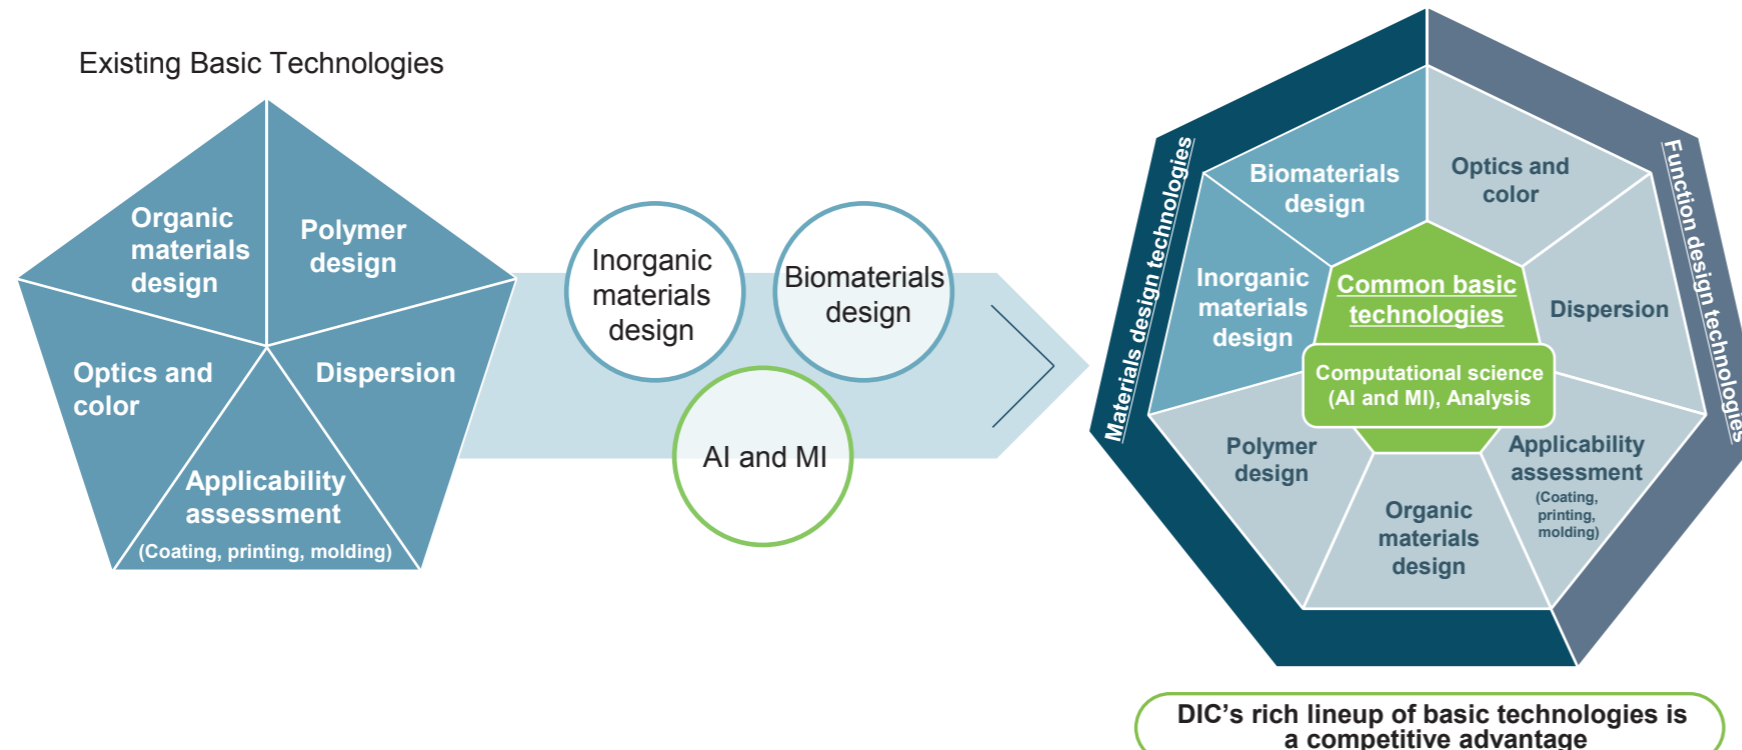 Existing Basic Technologies
Organic
materials
design
Polymer
design
Optics and
color
Dispersion
Applicability
assessment
(Coating, printing, molding)
Inorganic
materials
design
Biomaterials
design
AI and MI
Materials design technologies
Function design technologies
Biomaterials
design
Optics and
color
Inorganic
materials
design
Common basic
technologies
Dispersion
Computational science
(AI and MI), Analysis
Polymer
design
Applicability
assessment
(Coating,
printing,
molding)
Organic
materials
design
DIC’s rich lineup of basic technologies is
a competitive advantage